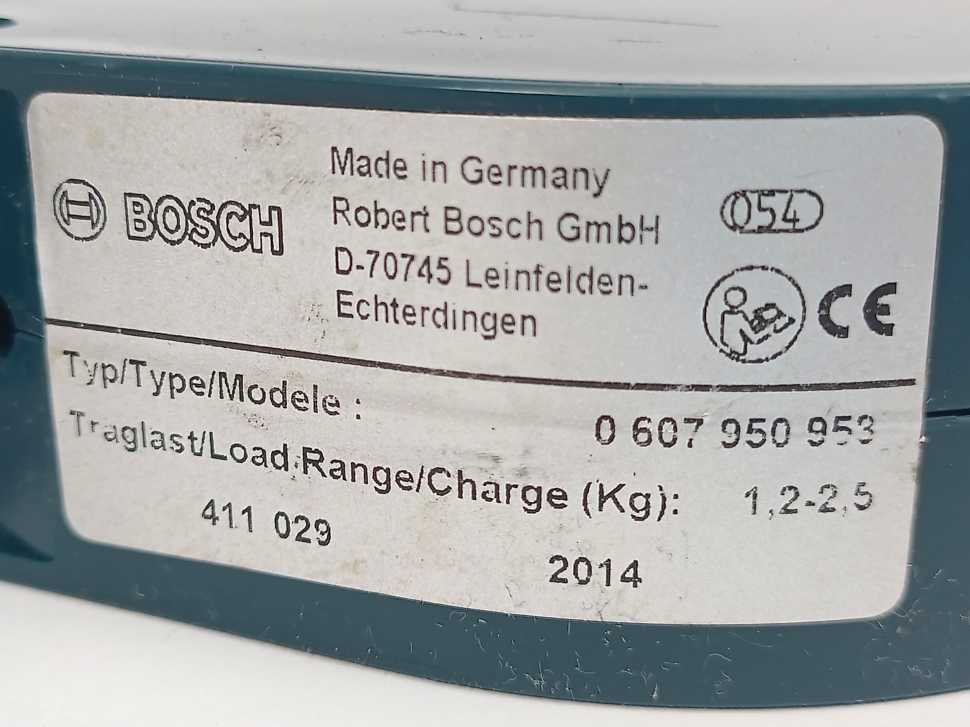 BOSCH
Made in Germany
Robert Bosch GmbH
D-70745 Leinfelden-
Echterdingen
054
CE
Typ/Type/Modele : 0 607 950 953
Traglast/Load Range/Charge (Kg): 1,2-2,5
411 029 2014